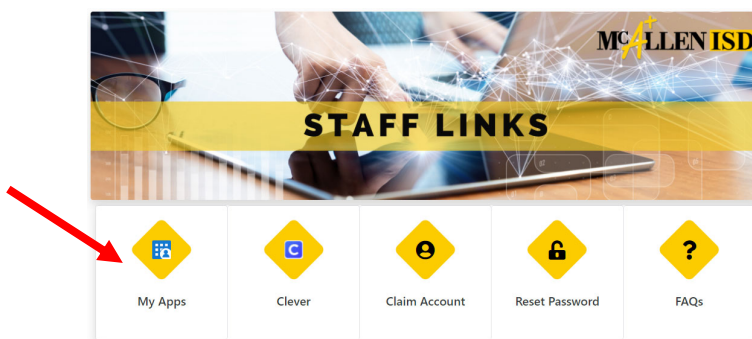 McALLEN ISD
STAFF LINKS
My Apps
Clever
Claim Account
Reset Password
FAQs